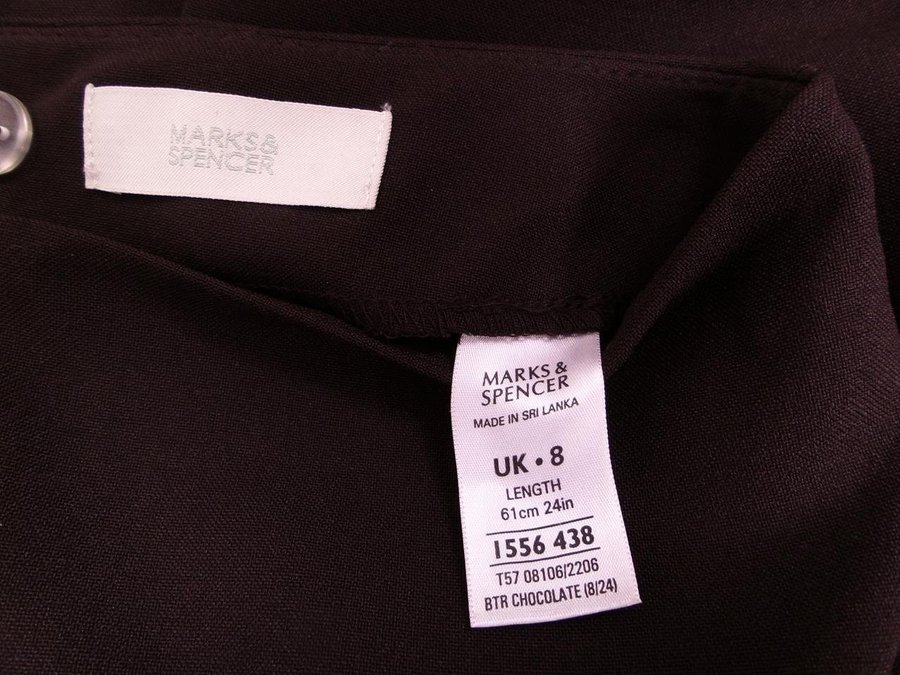 MARKS &
SPENCER
MARKS &
SPENCER
MADE IN SRI LANKA
UK • 8
LENGTH
61cm 24in
1556 438
T57 08106/2206
BTR CHOCOLATE (8/24)